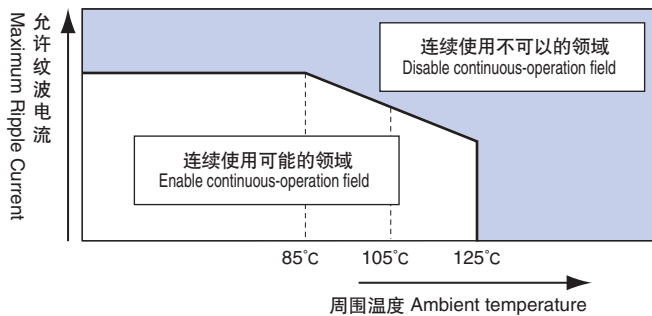 允许纹波电流
Maximum Ripple Current
连续使用不可以的领域
Disable continuous-operation field
连续使用可能的领域
Enable continuous-operation field
85℃
105℃
125℃
周围温度 Ambient temperature